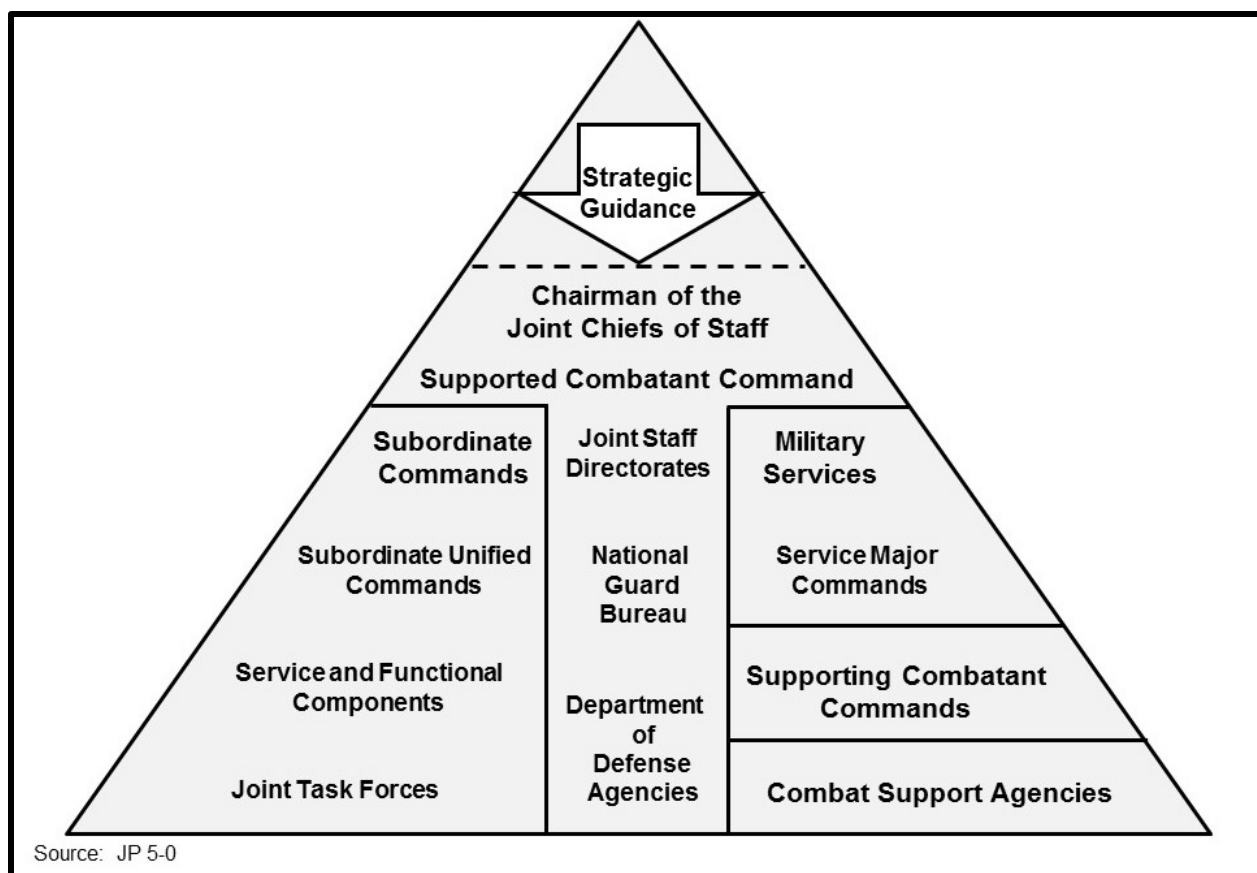 Strategic
Guidance
Chairman of the
Joint Chiefs of Staff
Supported Combatant Command
Subordinate
Commands
Subordinate Unified
Commands
Service and Functional
Components
Joint Task Forces
Joint Staff
Directorates
National
Guard
Bureau
Department
of
Defense
Agencies
Military
Services
Service Major
Commands
Supporting Combatant
Commands
Combat Support Agencies
Source: JP 5-0